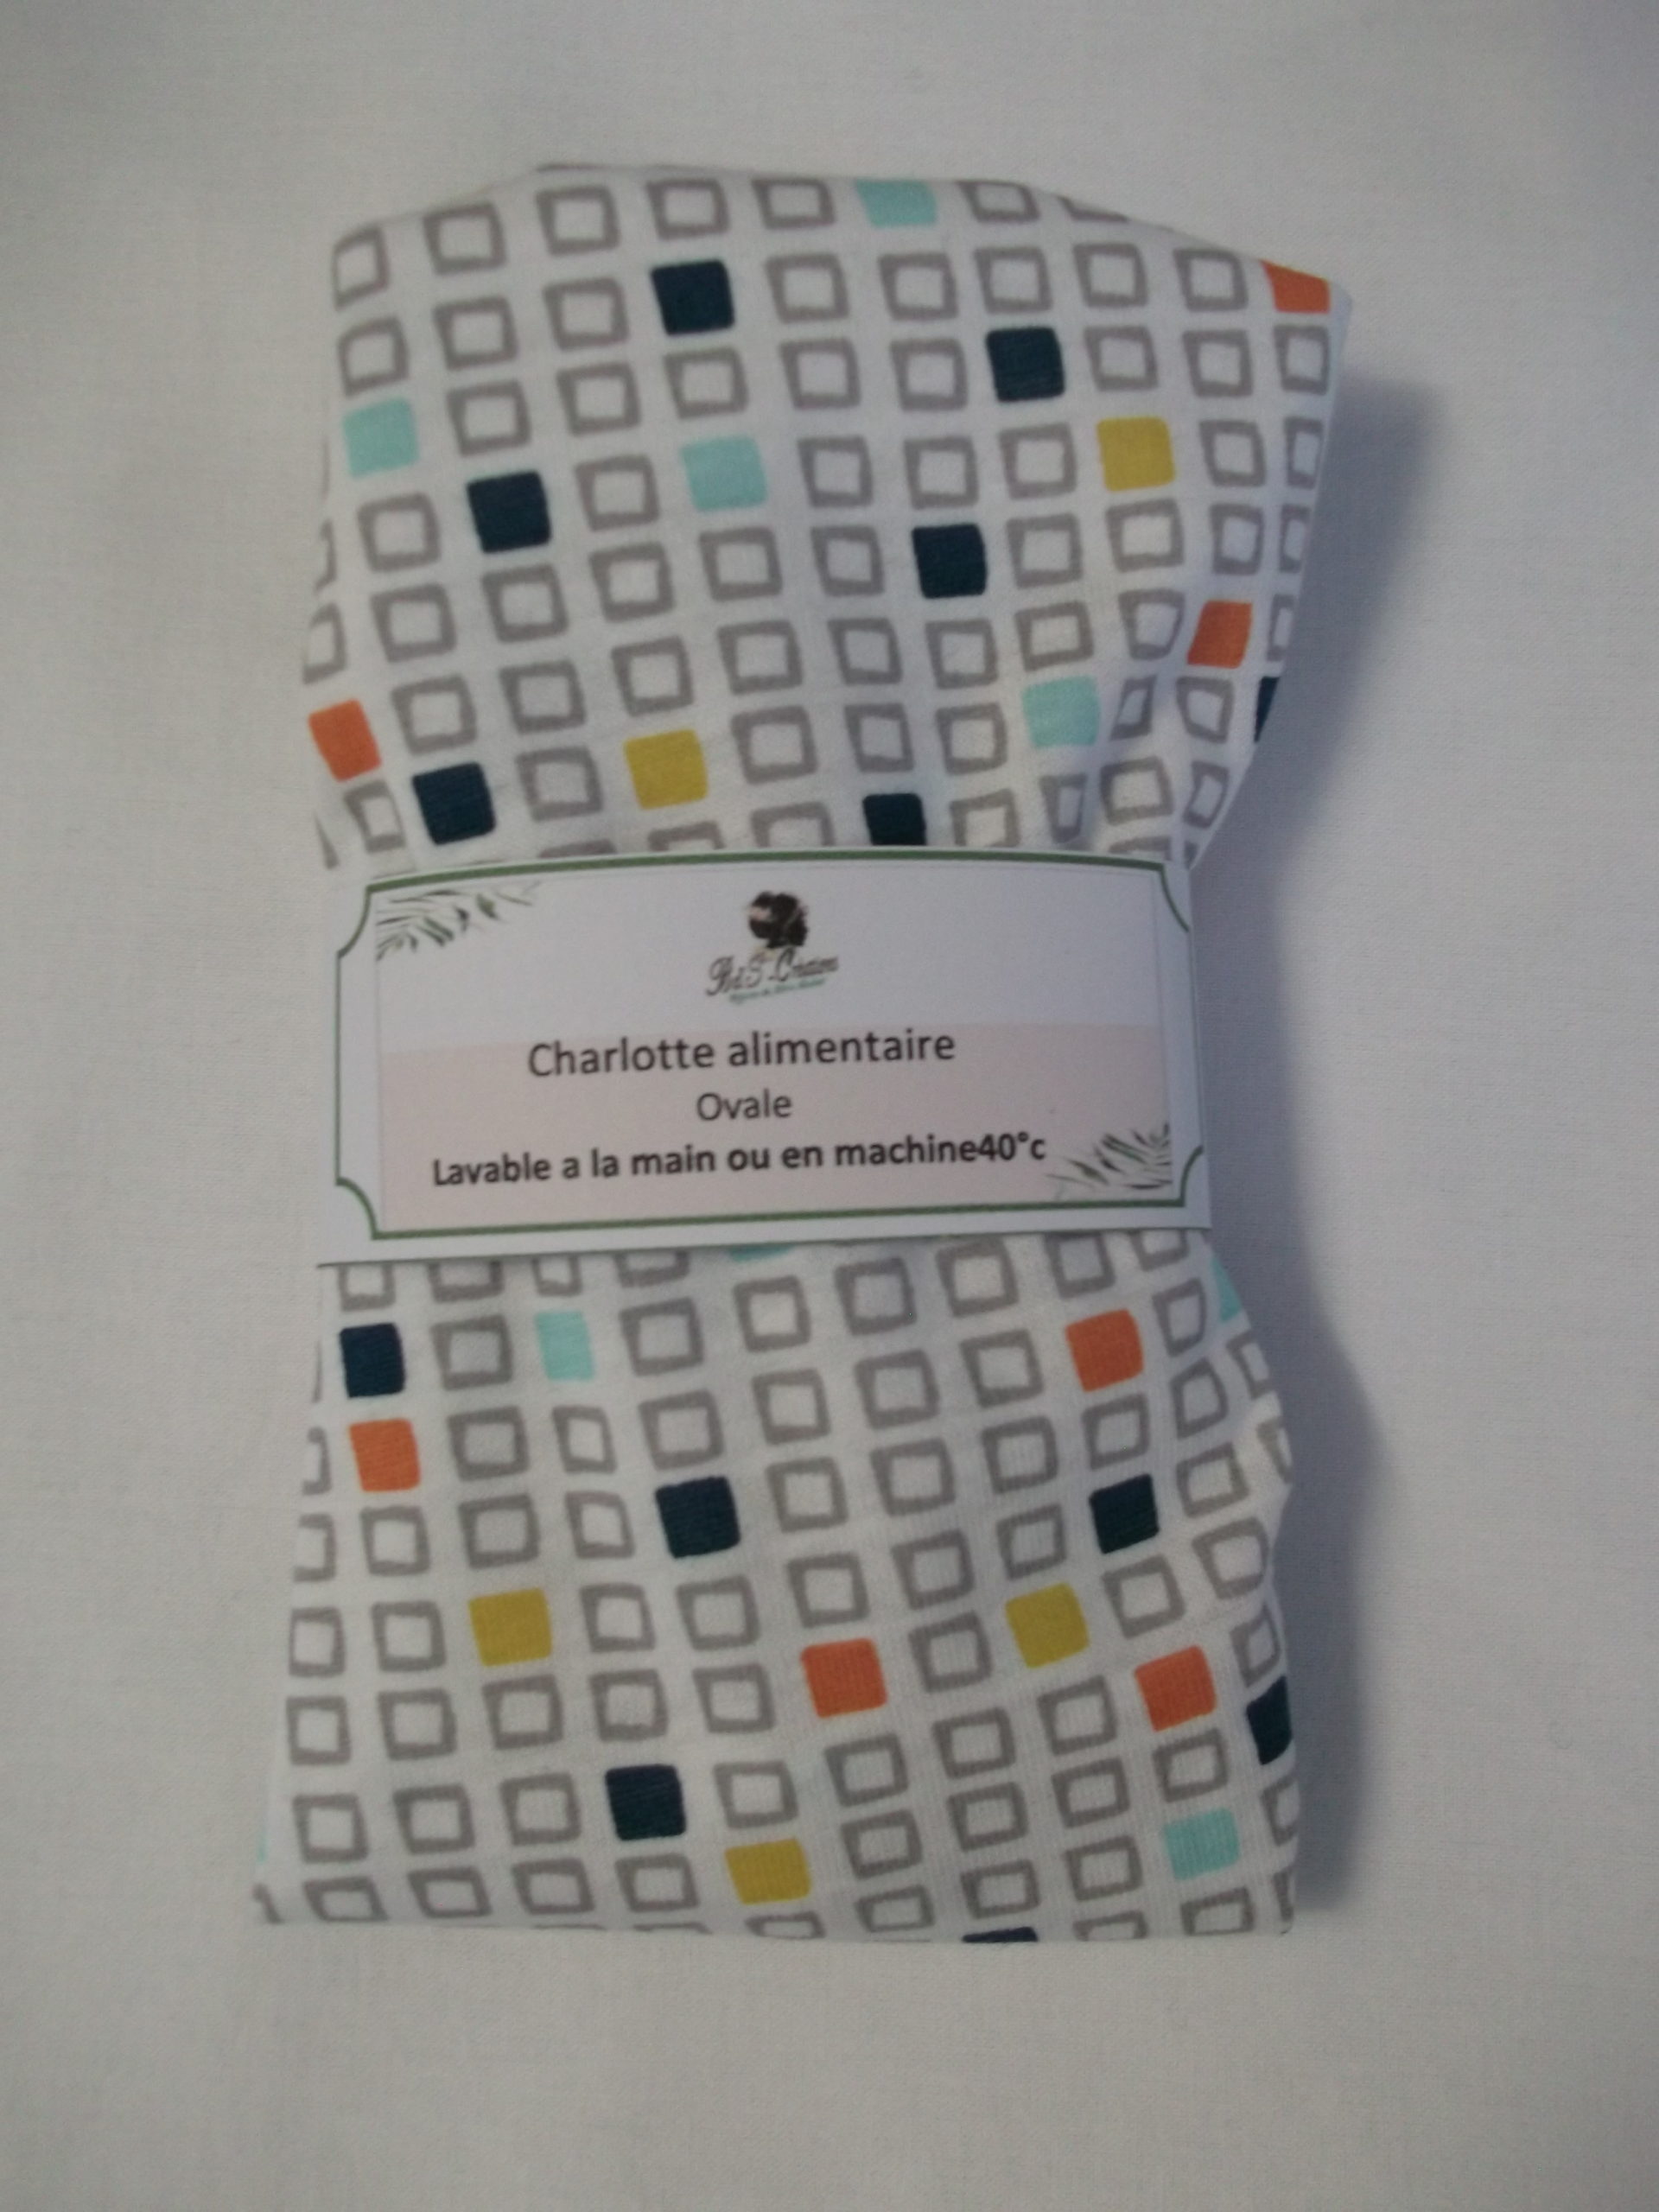 Charlotte alimentaire
Ovale
Lavable a la main ou en machine40°c